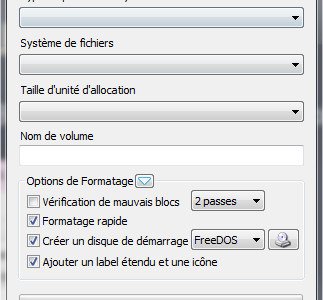 Système de fichiers
Taille d'unité d'allocation
Nom de volume
Options de Formatage
Vérification de mauvais blocs 2 passes
Formatage rapide
Créer un disque de démarrage FreeDOS
Ajouter un label étendu et une icône